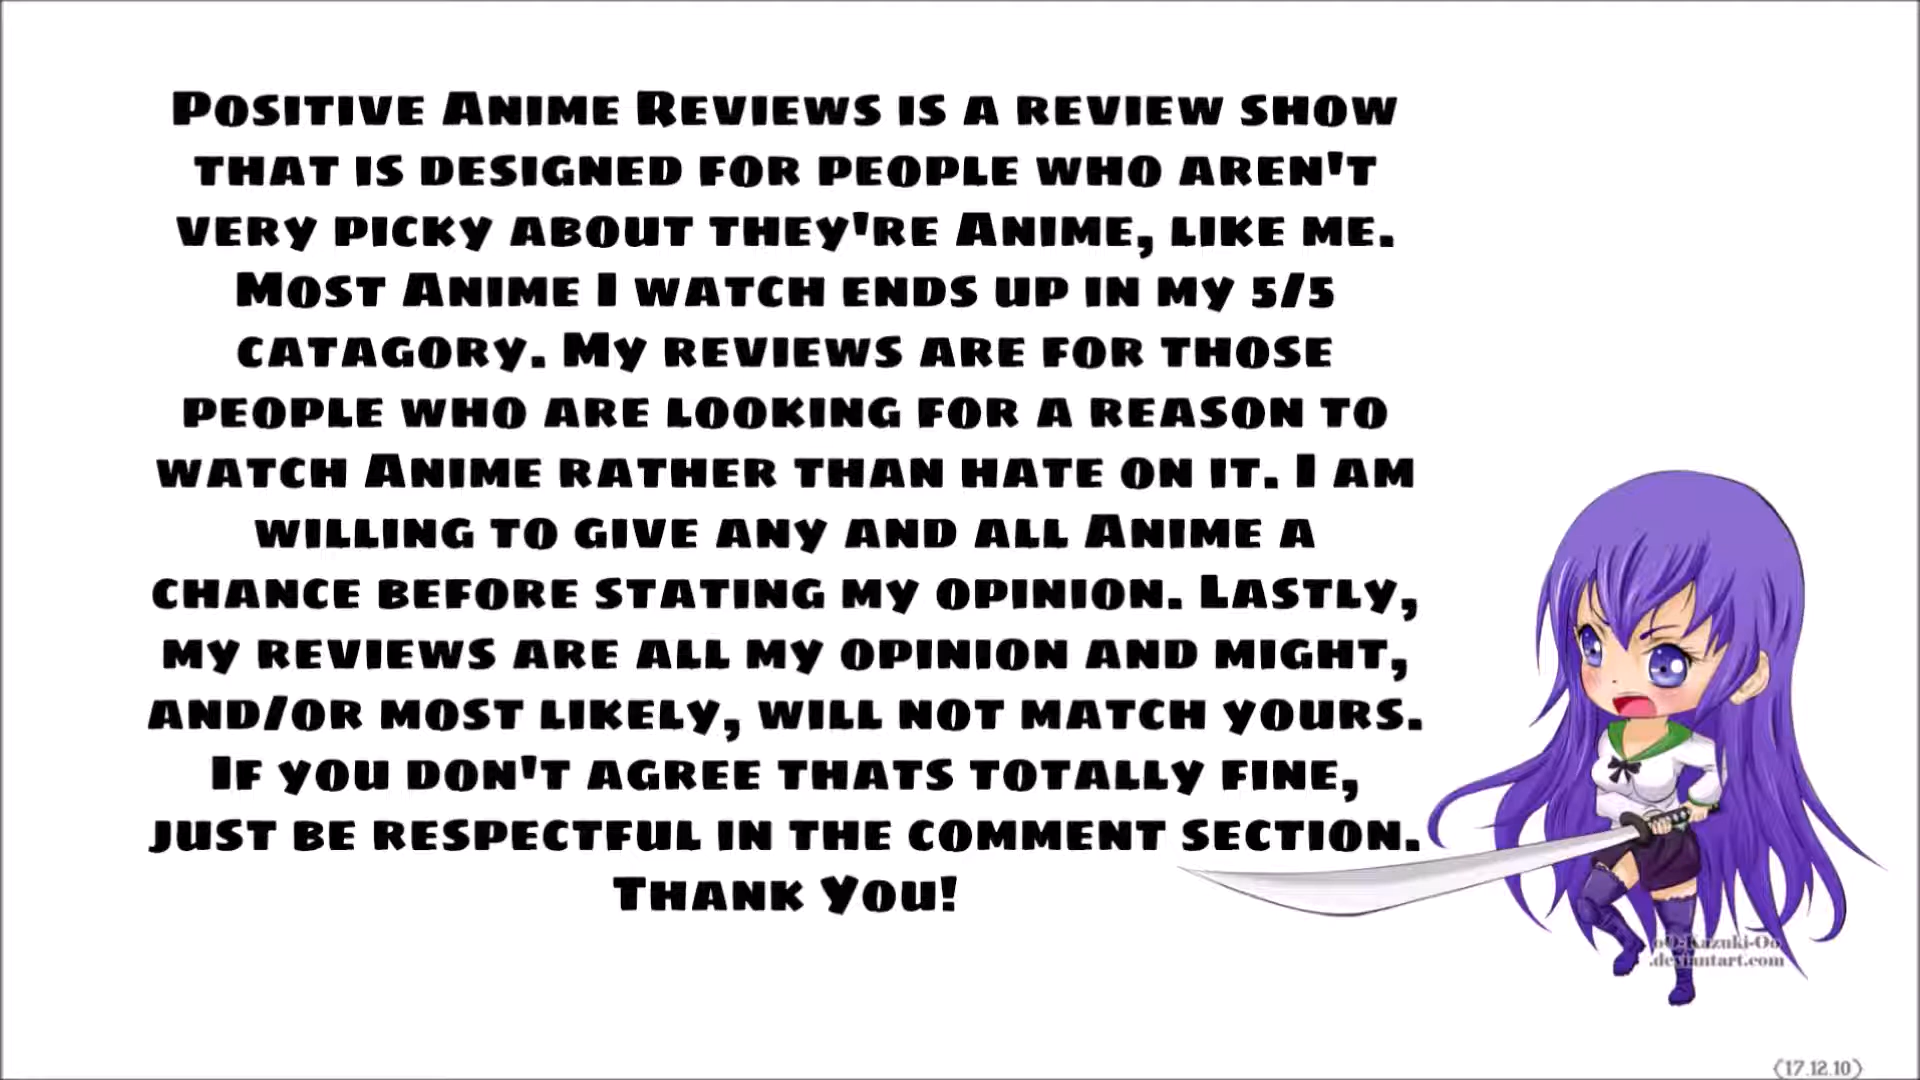 Positive Anime Reviews is a review show
that is designed for people who aren't
very picky about they're Anime, like me.
Most Anime I watch ends up in my 5/5
catagory. My reviews are for those
people who are looking for a reason to
watch Anime rather than hate on it. I am
willing to give any and all Anime a
chance before stating my opinion. Lastly,
my reviews are all my opinion and might,
and/or most likely, will not match yours.
If you don't agree thats totally fine,
just be respectful in the comment section.
Thank You!
oO-Kazuki-Oo
.deviantart.com
(17.12.10)